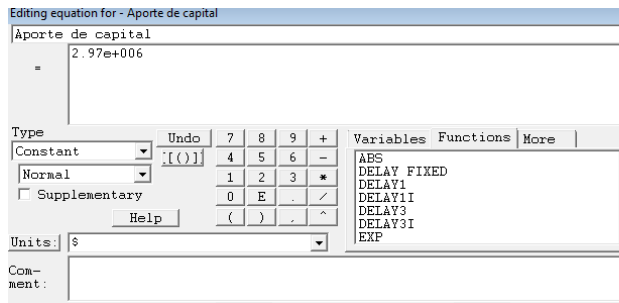 Editing equation for - Aporte de capital
Aporte de capital
= 2.97e+006
Type
Undo 7 8 9 + Variables Functions More
Constant [()] 4 5 6 - ABS
DELAY FIXED
Normal 1 2 3 * DELAY1
DELAY1I
Supplementary 0 E . / DELAY3
DELAY3I
Help ( ) , ^ EXP
Units: $
Com-
ment: